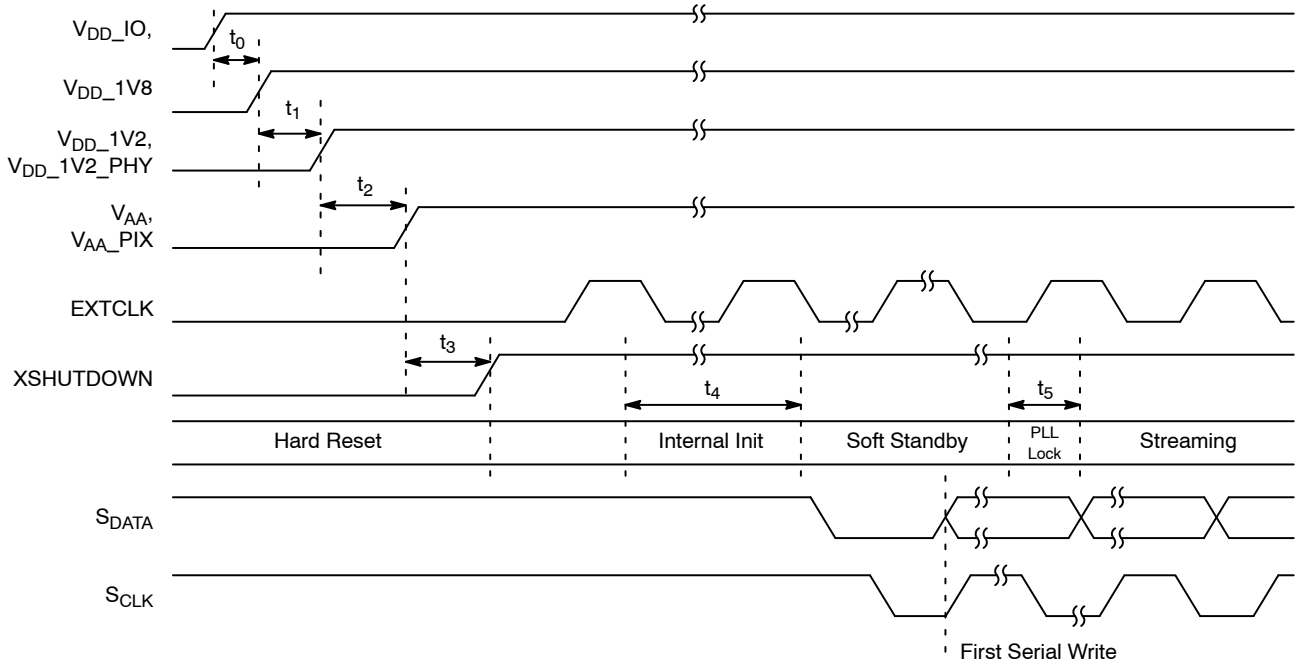 V_DD_IO,
t_0
V_DD_1V8
t_1
V_DD_1V2,
V_DD_1V2_PHY
t_2
V_AA,
V_AA_PIX
EXTCLK
t_3
XSHUTDOWN
t_4
t_5
Hard Reset
Internal Init
Soft Standby
PLL
Lock
Streaming
S_DATA
S_CLK
First Serial Write